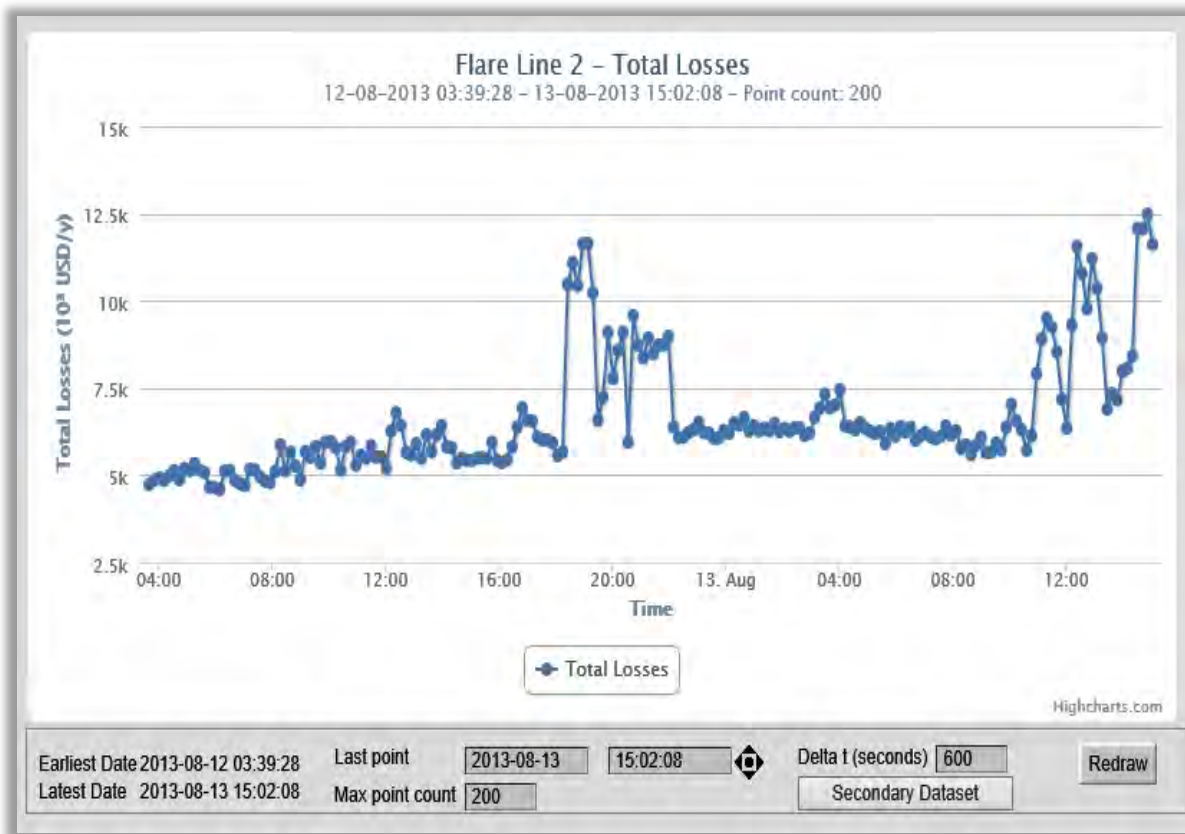 Flare Line 2 – Total Losses
12-08-2013 03:39:28 – 13-08-2013 15:02:08 – Point count: 200
Total Losses (10³ USD/y)
15k
12.5k
10k
7.5k
5k
2.5k
04:00 08:00 12:00 16:00 20:00 13. Aug 04:00 08:00 12:00
Time
Total Losses
Highcharts.com
Earliest Date 2013-08-12 03:39:28 Last point 2013-08-13 15:02:08 Delta t (seconds) 600 Redraw
Latest Date 2013-08-13 15:02:08 Max point count 200 Secondary Dataset